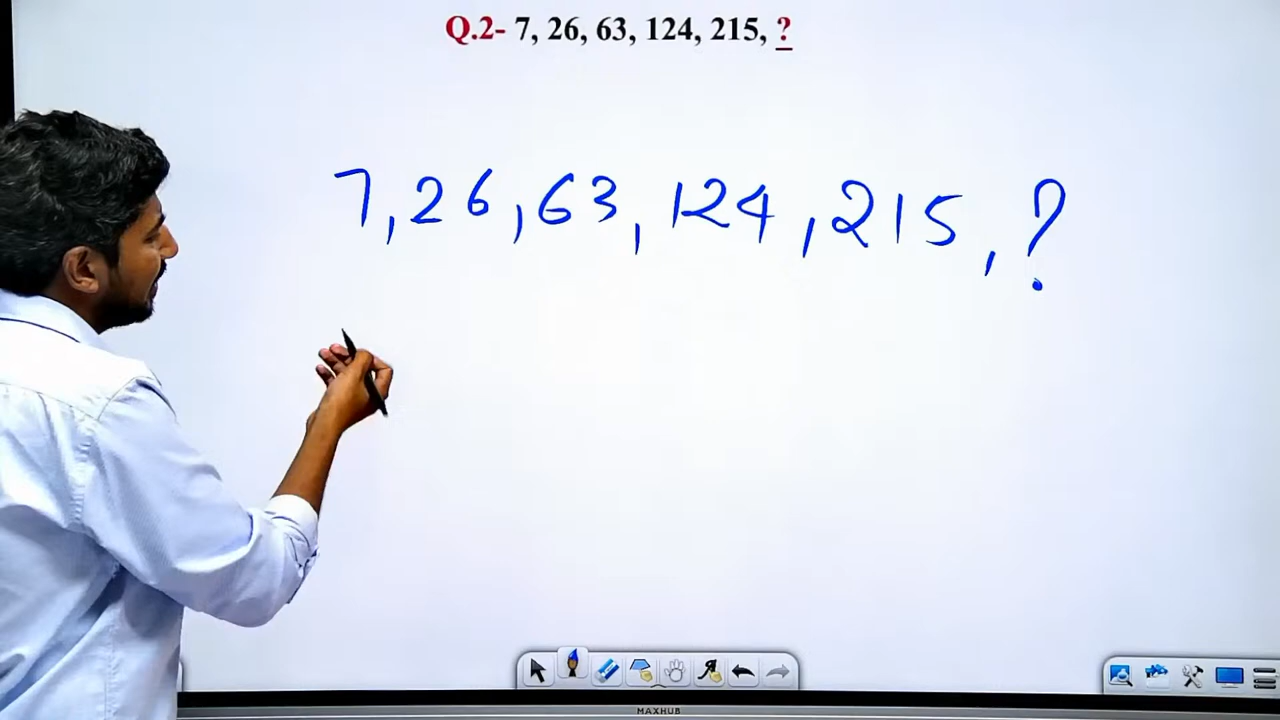 Q.2- 7, 26, 63, 124, 215, ?
7, 26, 63, 124, 215, ?
MAXHUB